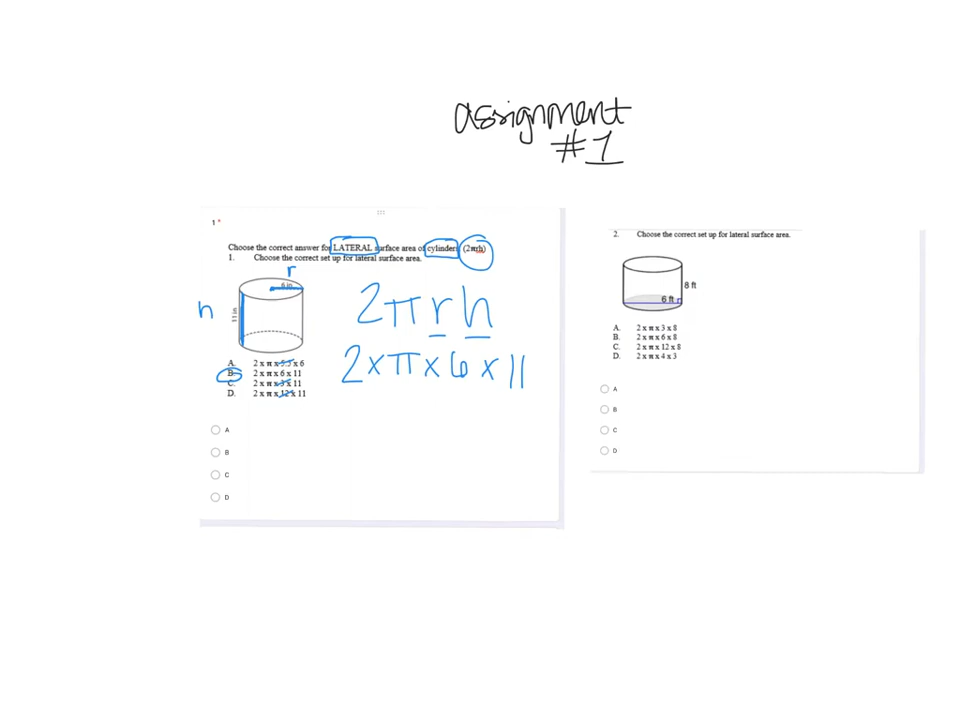 assignment
#1
1 *
Choose the correct answer for LATERAL surface area of cylinders (2πrh)
1. Choose the correct set up for lateral surface area.
r
6 in
h
11 in
2πrh
2xπx6x11
A. 2 x π x 5.5 x 6
B. 2 x π x 6 x 11
C. 2 x π x 3 x 11
D. 2 x π x 12 x 11
A
B
C
D
2. Choose the correct set up for lateral surface area.
8 ft
6 ft
A. 2 x π x 3 x 8
B. 2 x π x 6 x 8
C. 2 x π x 12 x 8
D. 2 x π x 4 x 3
A
B
C
D